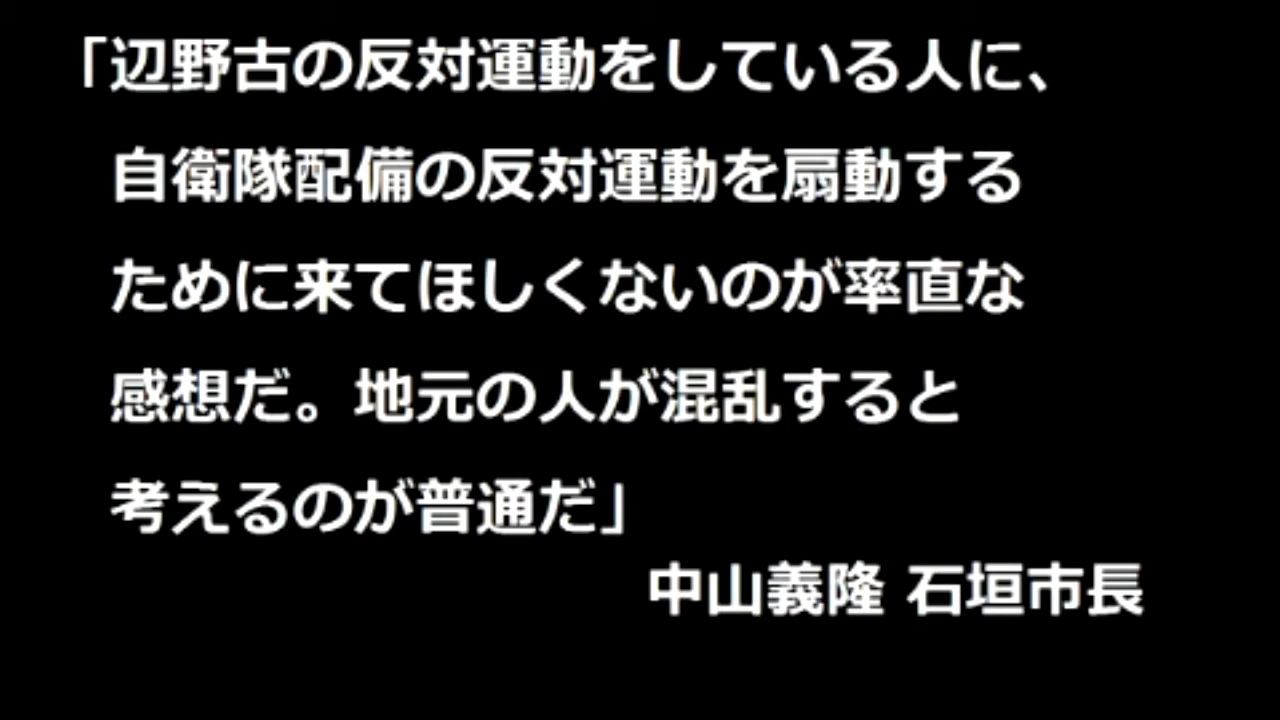 「辺野古の反対運動をしている人に、
自衛隊配備の反対運動を扇動する
ために来てほしくないのが率直な
感想だ。地元の人が混乱すると
考えるのが普通だ」
中山義隆 石垣市長